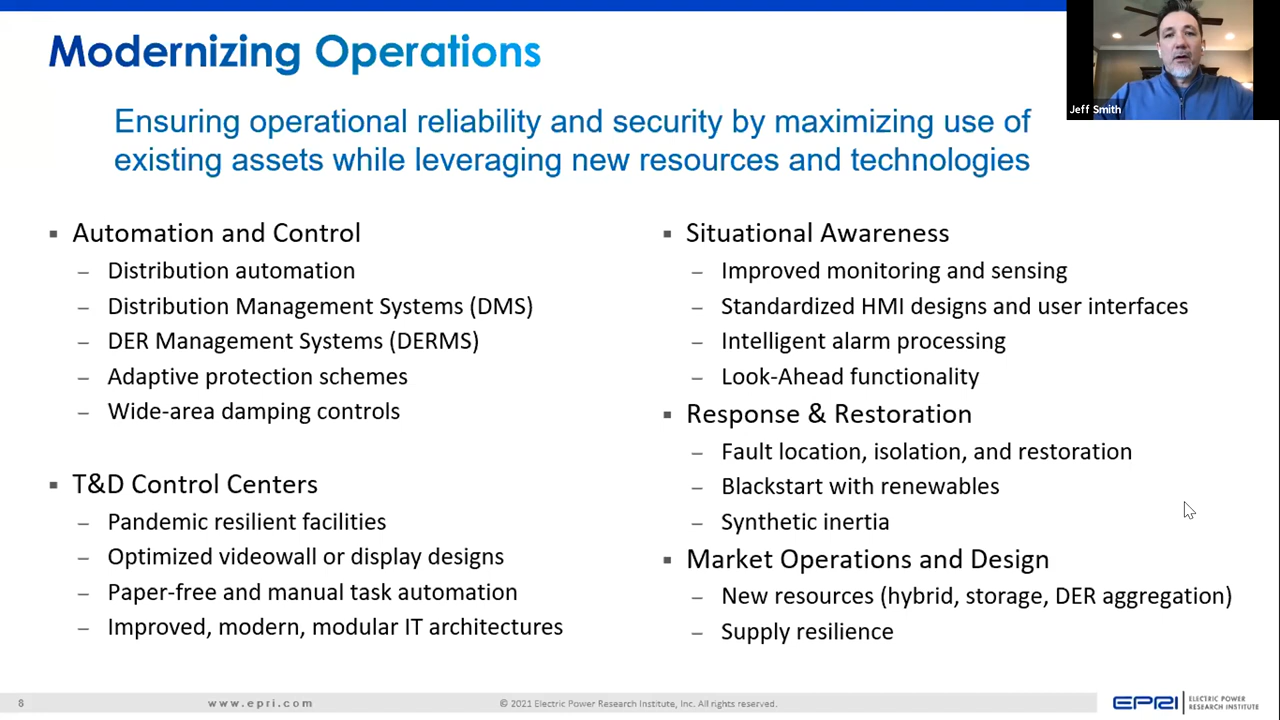 Modernizing Operations
Jeff Smith
Ensuring operational reliability and security by maximizing use of
existing assets while leveraging new resources and technologies
▪ Automation and Control
– Distribution automation
– Distribution Management Systems (DMS)
– DER Management Systems (DERMS)
– Adaptive protection schemes
– Wide-area damping controls
▪ T&D Control Centers
– Pandemic resilient facilities
– Optimized videowall or display designs
– Paper-free and manual task automation
– Improved, modern, modular IT architectures
▪ Situational Awareness
– Improved monitoring and sensing
– Standardized HMI designs and user interfaces
– Intelligent alarm processing
– Look-Ahead functionality
▪ Response & Restoration
– Fault location, isolation, and restoration
– Blackstart with renewables
– Synthetic inertia
▪ Market Operations and Design
– New resources (hybrid, storage, DER aggregation)
– Supply resilience
8
www.epri.com
© 2021 Electric Power Research Institute, Inc. All rights reserved.
EPRI
ELECTRIC POWER
RESEARCH INSTITUTE